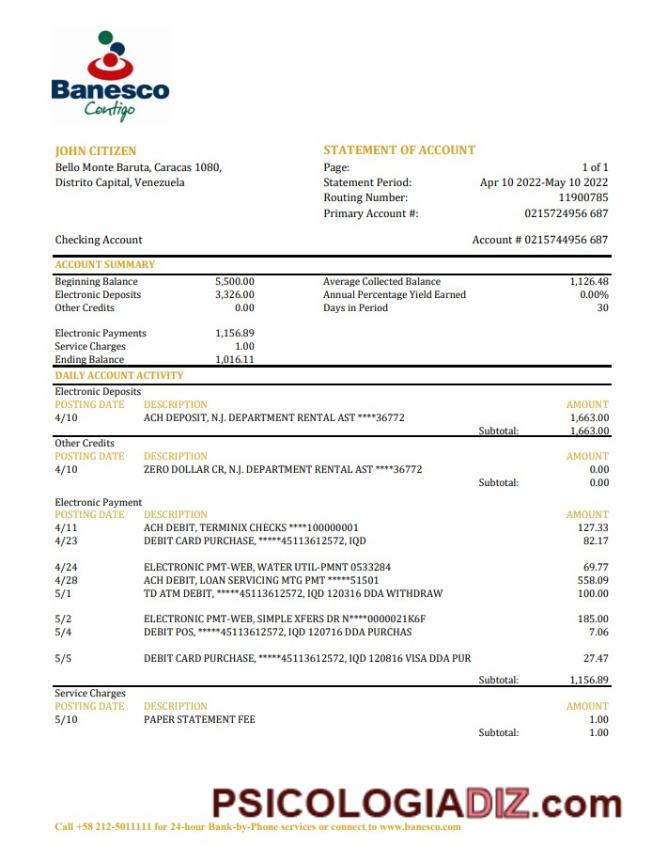 Banesco
Contigo
JOHN CITIZEN
Bello Monte Baruta, Caracas 1080,
Distrito Capital, Venezuela
STATEMENT OF ACCOUNT
Page: 1 of 1
Statement Period: Apr 10 2022-May 10 2022
Routing Number: 11900785
Primary Account #: 0215724956 687
Checking Account Account # 0215744956 687
ACCOUNT SUMMARY
Beginning Balance 5,500.00 Average Collected Balance 1,126.48
Electronic Deposits 3,326.00 Annual Percentage Yield Earned 0.00%
Other Credits 0.00 Days in Period 30
Electronic Payments 1,156.89
Service Charges 1.00
Ending Balance 1,016.11
DAILY ACCOUNT ACTIVITY
Electronic Deposits
POSTING DATE DESCRIPTION AMOUNT
4/10 ACH DEPOSIT, N.J. DEPARTMENT RENTAL AST ****36772 1,663.00
Subtotal: 1,663.00
Other Credits
POSTING DATE DESCRIPTION AMOUNT
4/10 ZERO DOLLAR CR, N.J. DEPARTMENT RENTAL AST ****36772 0.00
Subtotal: 0.00
Electronic Payment
POSTING DATE DESCRIPTION AMOUNT
4/11 ACH DEBIT, TERMINIX CHECKS ****100000001 127.33
4/23 DEBIT CARD PURCHASE, *****45113612572, IQD 82.17
4/24 ELECTRONIC PMT-WEB, WATER UTIL-PMNT 0533284 69.77
4/28 ACH DEBIT, LOAN SERVICING MTG PMT *****51501 558.09
5/1 TD ATM DEBIT, *****45113612572, IQD 120316 DDA WITHDRAW 100.00
5/2 ELECTRONIC PMT-WEB, SIMPLE XFERS DR N****0000021K6F 185.00
5/4 DEBIT POS, *****45113612572, IQD 120716 DDA PURCHAS 7.06
5/5 DEBIT CARD PURCHASE, *****45113612572, IQD 120816 VISA DDA PUR 27.47
Subtotal: 1,156.89
Service Charges
POSTING DATE DESCRIPTION AMOUNT
5/10 PAPER STATEMENT FEE 1.00
Subtotal: 1.00
PSICOLOGIADIZ.com
Call +58 212-5011111 for 24-hour Bank-by-Phone services or connect to www.banesco.com